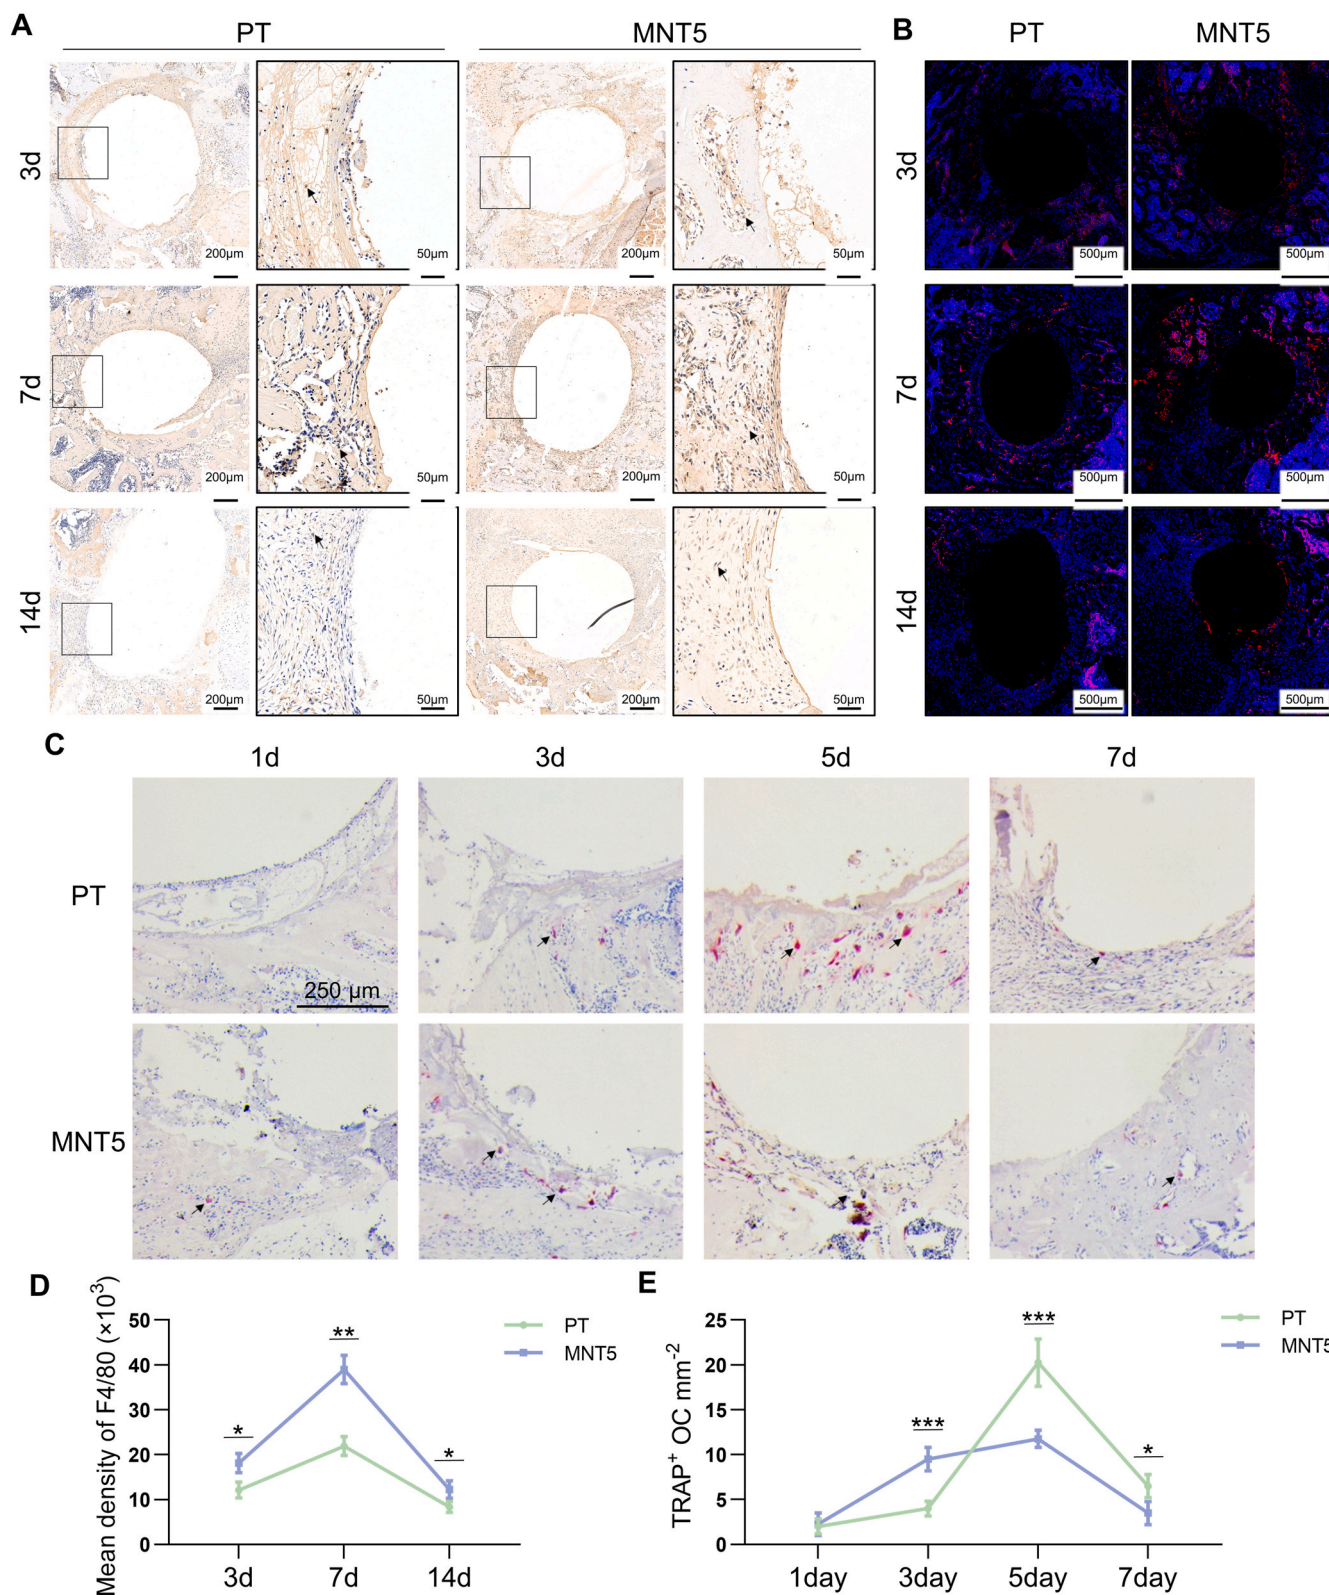 A
PT
MNT5
B
PT
MNT5
3d
200μm
50μm
200μm
50μm
3d
500μm
500μm
7d
200μm
50μm
200μm
50μm
7d
500μm
500μm
14d
200μm
50μm
200μm
50μm
14d
500μm
500μm
C
1d
3d
5d
7d
PT
250 μm
MNT5
D
Mean density of F4/80 (×10³)
50
40
30
20
10
0
*
**
*
3d
7d
14d
PT
MNT5
E
TRAP⁺ OC mm⁻²
25
20
15
10
5
0
***
***
*
1day
3day
5day
7day
PT
MNT5